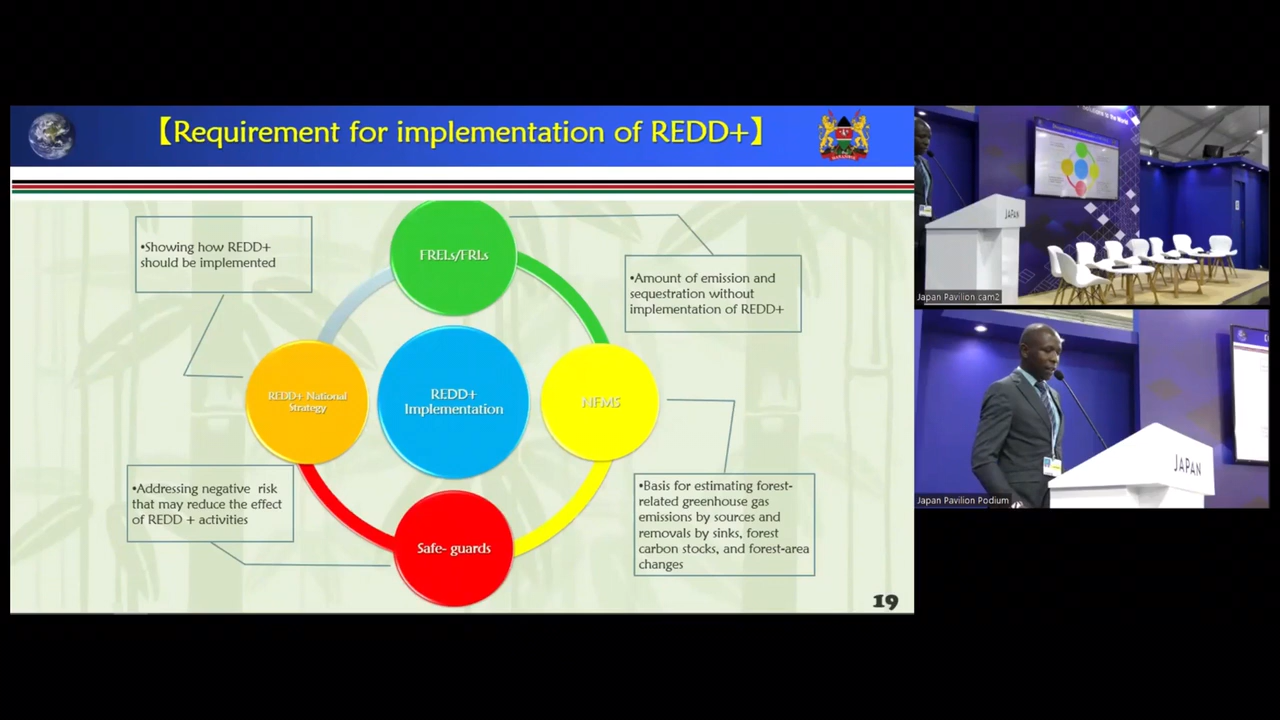 【Requirement for implementation of REDD+】
•Showing how REDD+
should be implemented
FRELs/FRLs
•Amount of emission and
sequestration without
implementation of REDD+
REDD+ National
Strategy
REDD+
Implementation
NFMS
•Addressing negative risk
that may reduce the effect
of REDD + activities
Safe- guards
•Basis for estimating forest-
related greenhouse gas
emissions by sources and
removals by sinks, forest
carbon stocks, and forest-area
changes
19
JAPAN
Japan Pavilion cam2
JAPAN
Japan Pavilion Podium